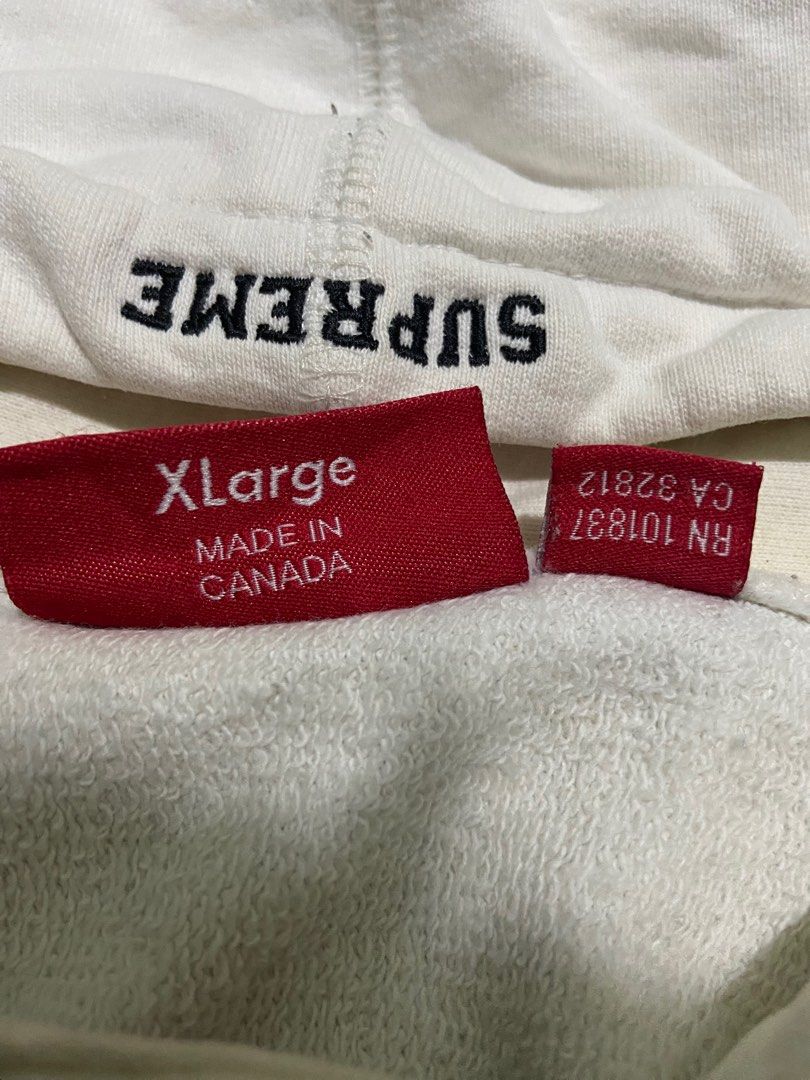 SUPREME
XLarge
MADE IN
CANADA
RN 101837
CA 32812